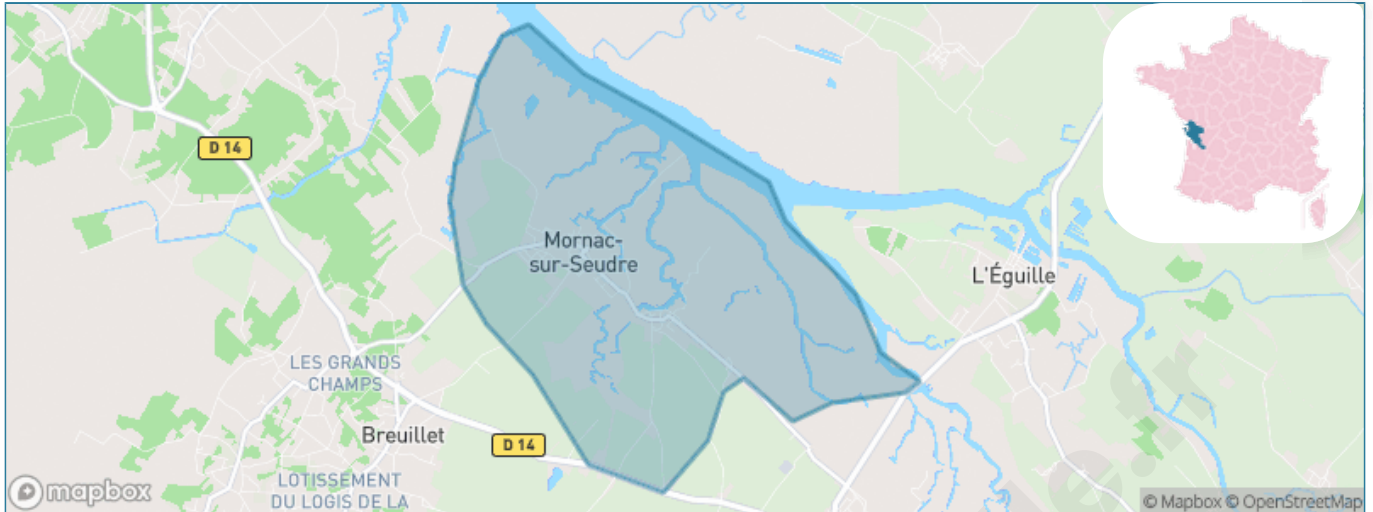 D 14
Mornac-
sur-Seudre
L'Éguille
LES GRANDS
CHAMPS
Breuillet
D 14
LOTISSEMENT
DU LOGIS DE LA
mapbox
© Mapbox © OpenStreetMap